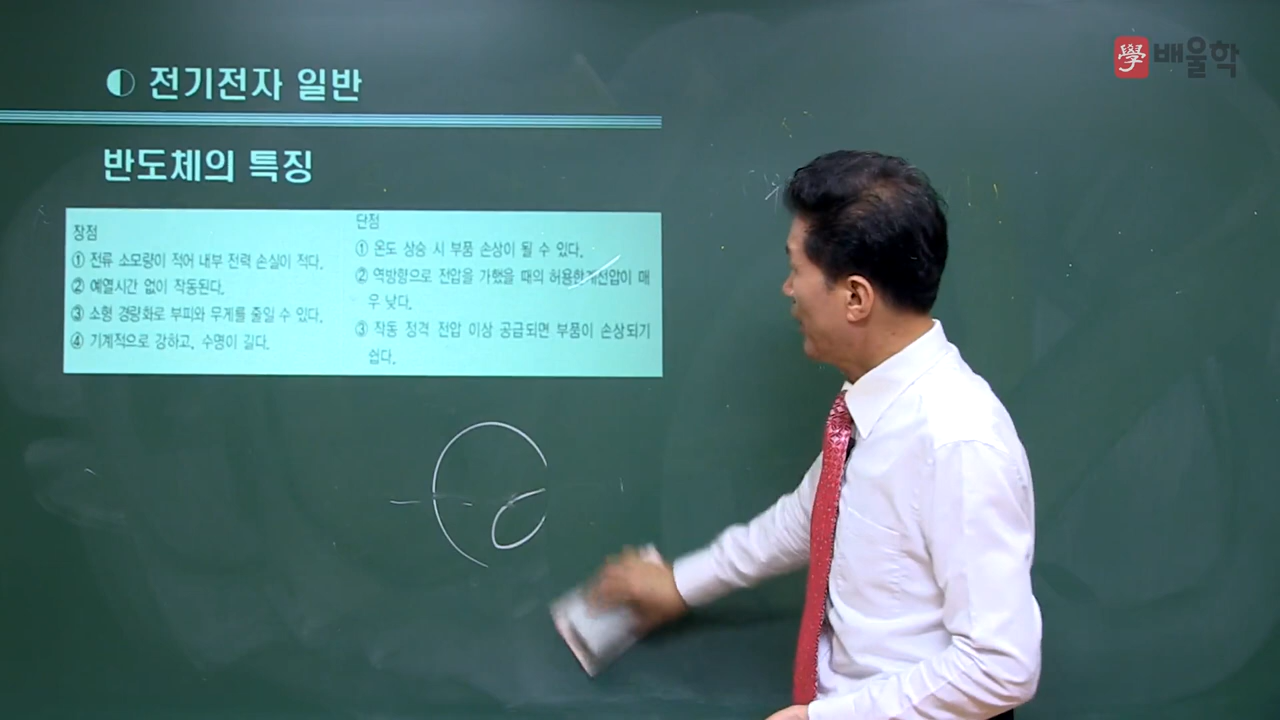 전기전자 일반
學 배울학
반도체의 특징
장점
① 전류 소모량이 적어 내부 전력 손실이 적다.
② 예열시간 없이 작동된다.
③ 소형 경량화로 부피와 무게를 줄일 수 있다.
④ 기계적으로 강하고, 수명이 길다.
단점
① 온도 상승 시 부품 손상이 될 수 있다.
② 역방향으로 전압을 가했을 때의 허용한계전압이 매
우 낮다.
③ 작동 정격 전압 이상 공급되면 부품이 손상되기
쉽다.